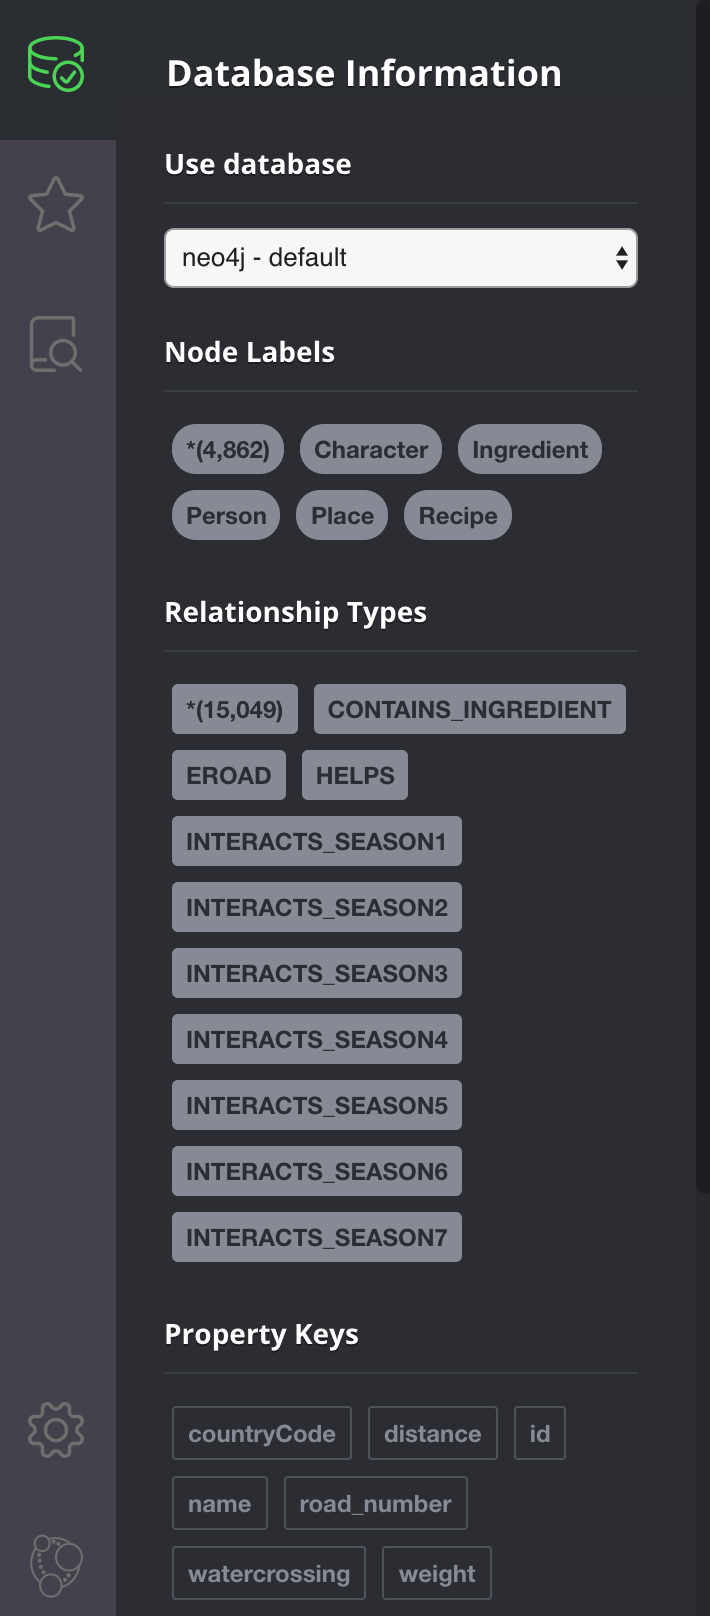 Database Information
Use database
neo4j - default
Node Labels
*(4,862) Character Ingredient
Person Place Recipe
Relationship Types
*(15,049) CONTAINS_INGREDIENT
EROAD HELPS
INTERACTS_SEASON1
INTERACTS_SEASON2
INTERACTS_SEASON3
INTERACTS_SEASON4
INTERACTS_SEASON5
INTERACTS_SEASON6
INTERACTS_SEASON7
Property Keys
countryCode distance id
name road_number
watercrossing weight